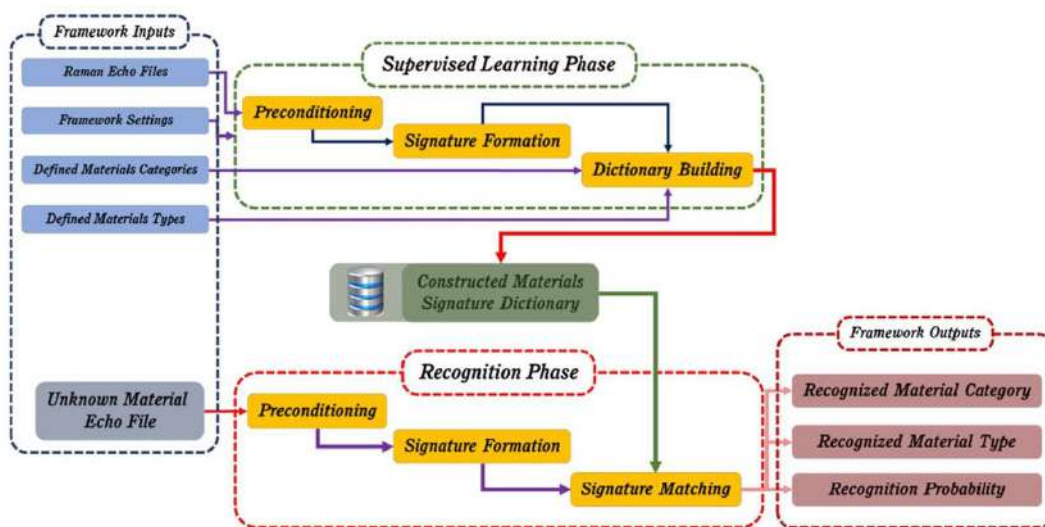 Framework Inputs
Raman Echo Files
Framework Settings
Defined Materials Categories
Defined Materials Types
Unknown Material
Echo File
Supervised Learning Phase
Preconditioning
Signature Formation
Dictionary Building
Constructed Materials
Signature Dictionary
Recognition Phase
Preconditioning
Signature Formation
Signature Matching
Framework Outputs
Recognized Material Category
Recognized Material Type
Recognition Probability